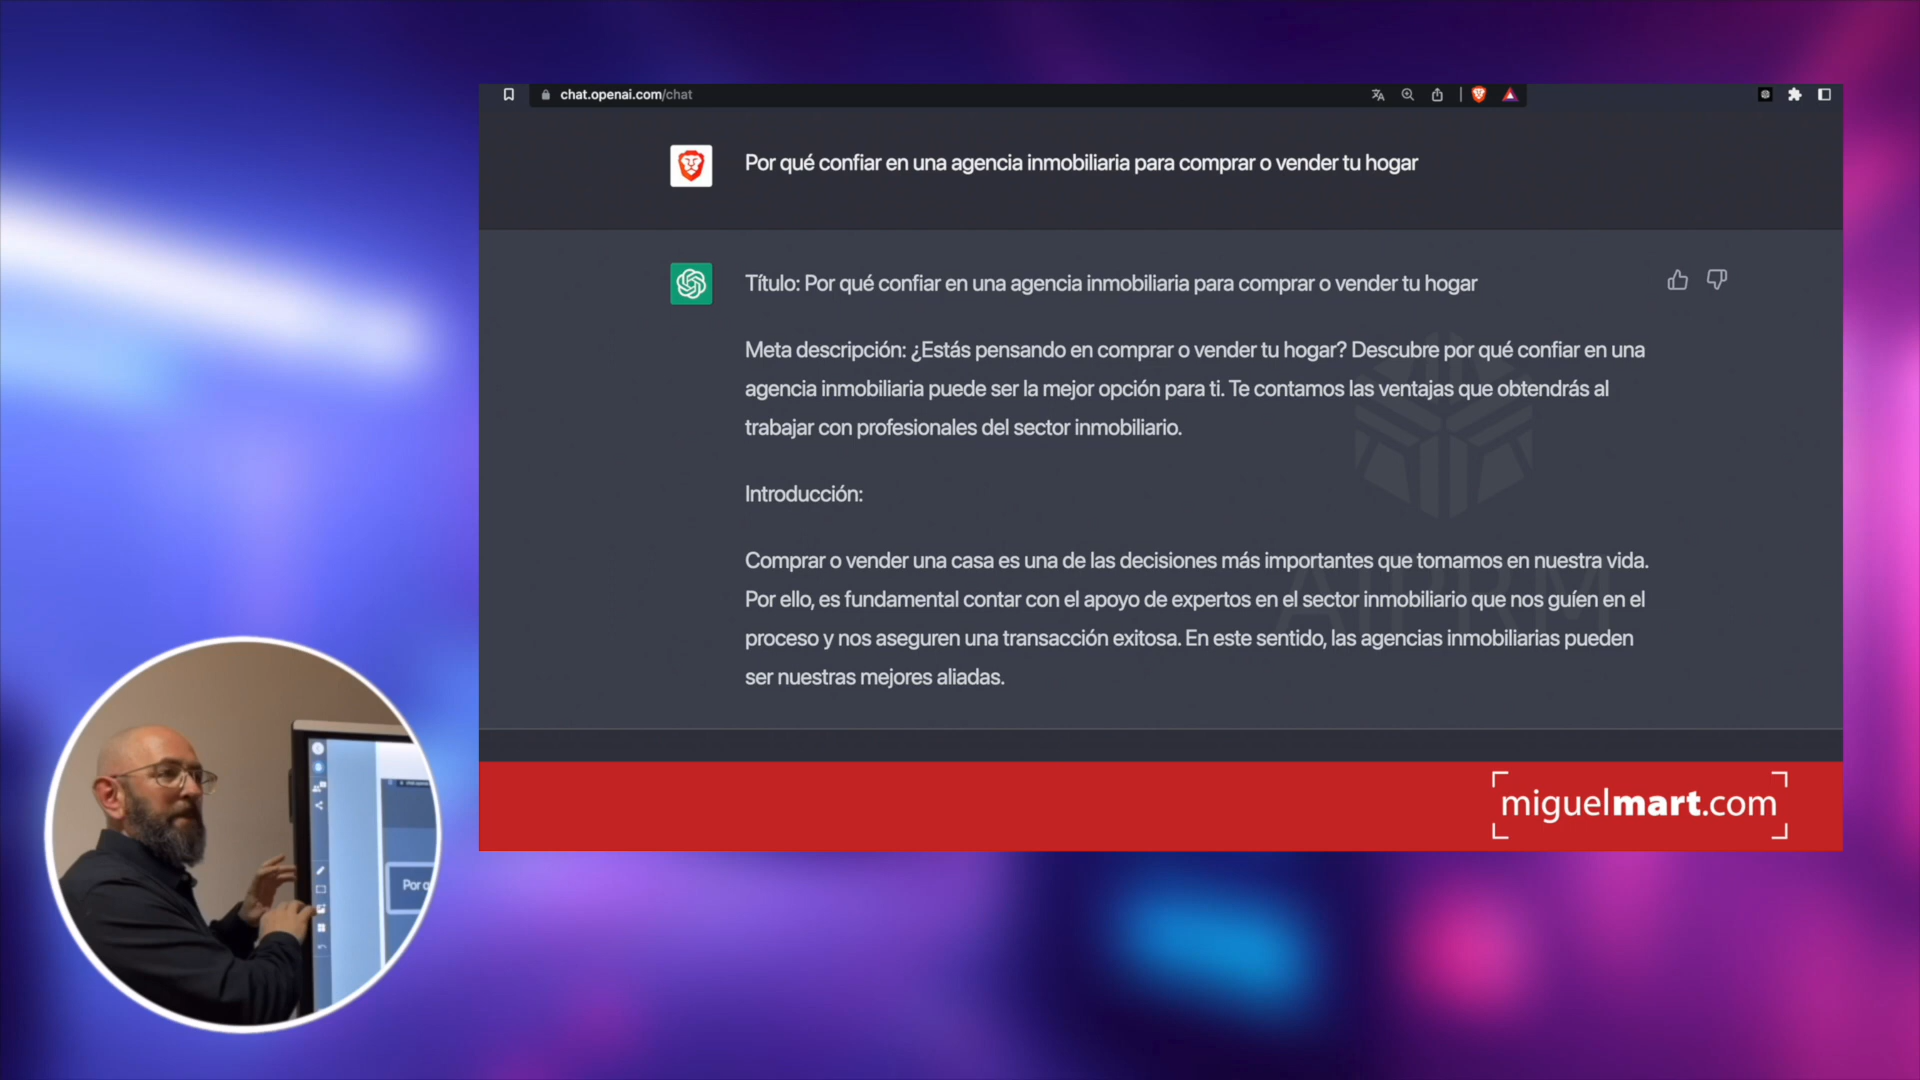 chat.openai.com/chat
Por qué confiar en una agencia inmobiliaria para comprar o vender tu hogar
Título: Por qué confiar en una agencia inmobiliaria para comprar o vender tu hogar
Meta descripción: ¿Estás pensando en comprar o vender tu hogar? Descubre por qué confiar en una
agencia inmobiliaria puede ser la mejor opción para ti. Te contamos las ventajas que obtendrás al
trabajar con profesionales del sector inmobiliario.
Introducción:
Comprar o vender una casa es una de las decisiones más importantes que tomamos en nuestra vida.
Por ello, es fundamental contar con el apoyo de expertos en el sector inmobiliario que nos guíen en el
proceso y nos aseguren una transacción exitosa. En este sentido, las agencias inmobiliarias pueden
ser nuestras mejores aliadas.
AIPRM
miguelmart.com
Por q